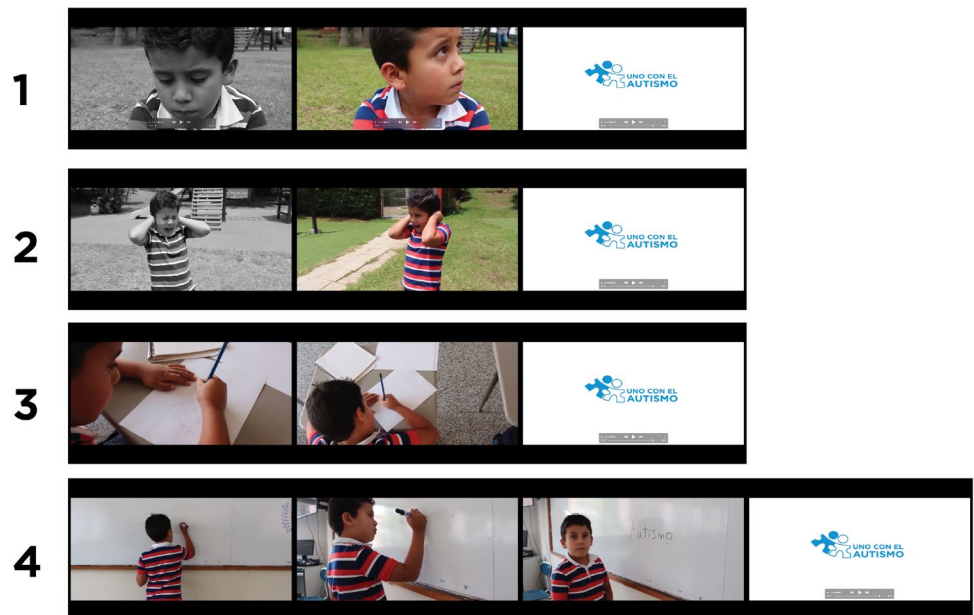 1
UNO CON EL
AUTISMO
2
UNO CON EL
AUTISMO
3
UNO CON EL
AUTISMO
4
autismo
UNO CON EL
AUTISMO